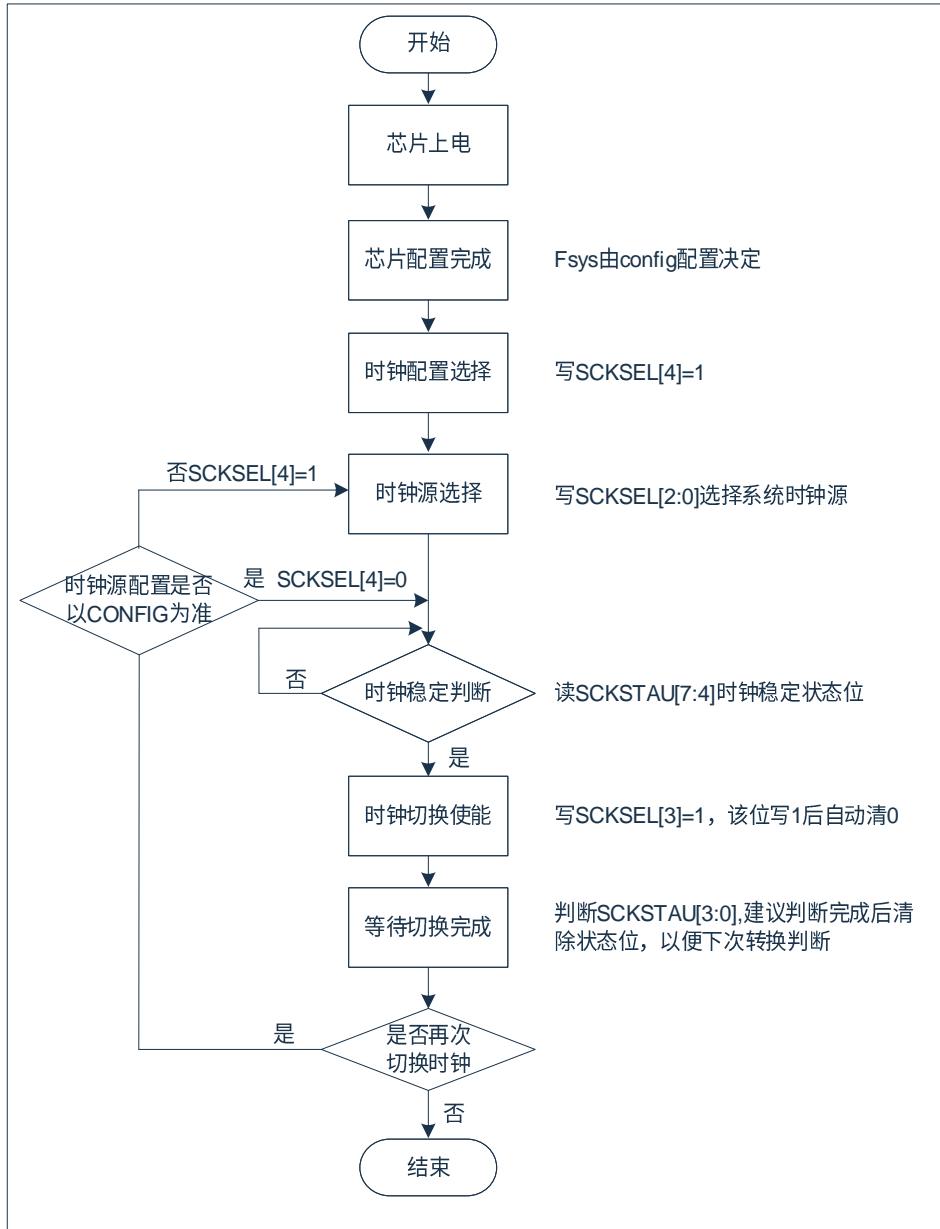 开始
芯片上电
芯片配置完成
Fsys由config配置决定
时钟配置选择
写SCKSEL[4]=1
否SCKSEL[4]=1
时钟源选择
写SCKSEL[2:0]选择系统时钟源
时钟源配置是否
以CONFIG为准
是 SCKSEL[4]=0
否
时钟稳定判断
读SCKSTAU[7:4]时钟稳定状态位
是
时钟切换使能
写SCKSEL[3]=1，该位写1后自动清0
等待切换完成
判断SCKSTAU[3:0],建议判断完成后清
除状态位，以便下次转换判断
是
是否再次
切换时钟
否
结束